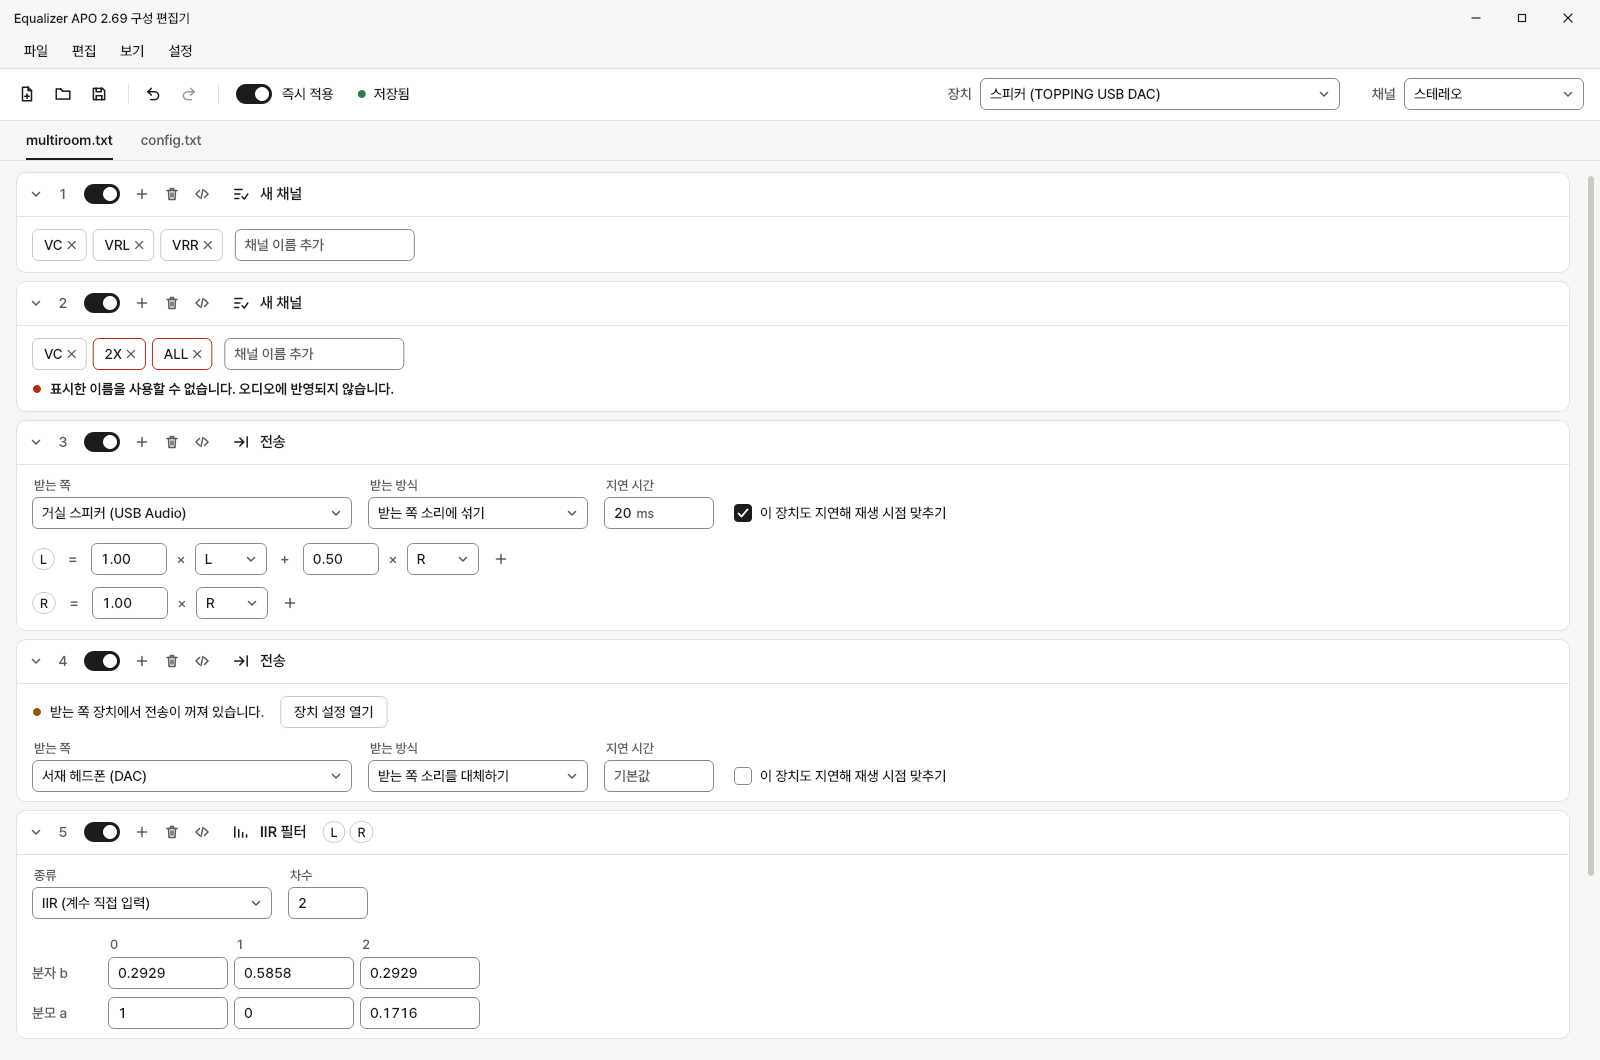 Equalizer APO 2.69 구성 편집기
파일 편집 보기 설정
즉시 적용 저장됨 장치 스피커 (TOPPING USB DAC) 채널 스테레오
multiroom.txt config.txt
1 새 채널
VC VRL VRR 채널 이름 추가
2 새 채널
VC 2X ALL 채널 이름 추가
표시한 이름을 사용할 수 없습니다. 오디오에 반영되지 않습니다.
3 전송
받는 쪽 받는 방식 지연 시간
거실 스피커 (USB Audio) 받는 쪽 소리에 섞기 20 ms 이 장치도 지연해 재생 시점 맞추기
L = 1.00 × L + 0.50 × R +
R = 1.00 × R +
4 전송
받는 쪽 장치에서 전송이 꺼져 있습니다. 장치 설정 열기
받는 쪽 받는 방식 지연 시간
서재 헤드폰 (DAC) 받는 쪽 소리를 대체하기 기본값 이 장치도 지연해 재생 시점 맞추기
5 IIR 필터 L R
종류 차수
IIR (계수 직접 입력) 2
0 1 2
분자 b 0.2929 0.5858 0.2929
분모 a 1 0 0.1716